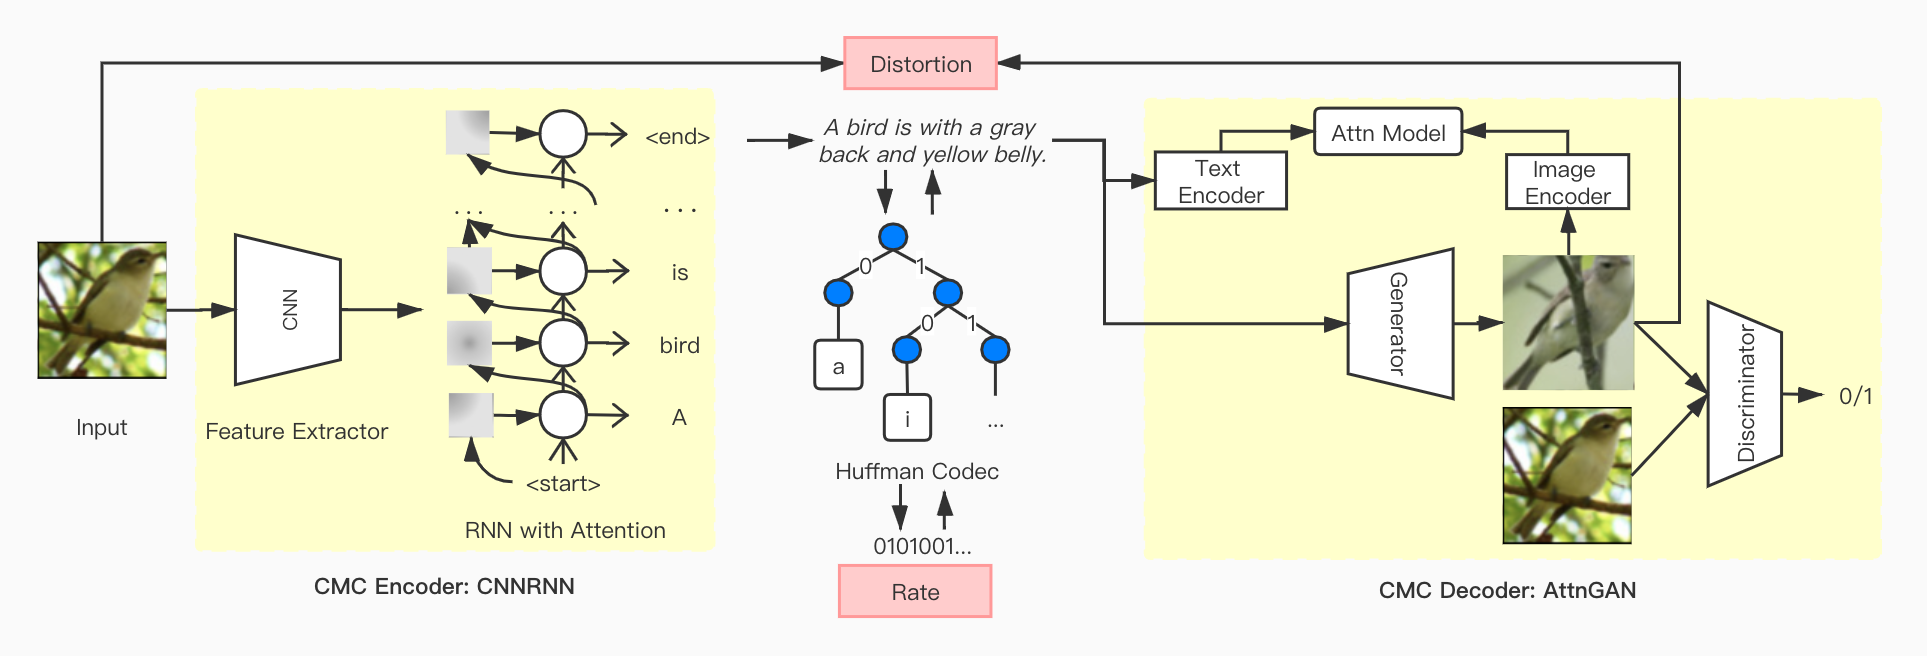 Distortion
<end>
A bird is with a gray
back and yellow belly.
Attn Model
Text
Encoder
Image
Encoder
... ... ...
is
bird
A
<start>
CNN
Input
Feature Extractor
RNN with Attention
CMC Encoder: CNNRNN
0 1
0 1
a
i
...
Huffman Codec
0101001...
Rate
Generator
Discriminator
0/1
CMC Decoder: AttnGAN